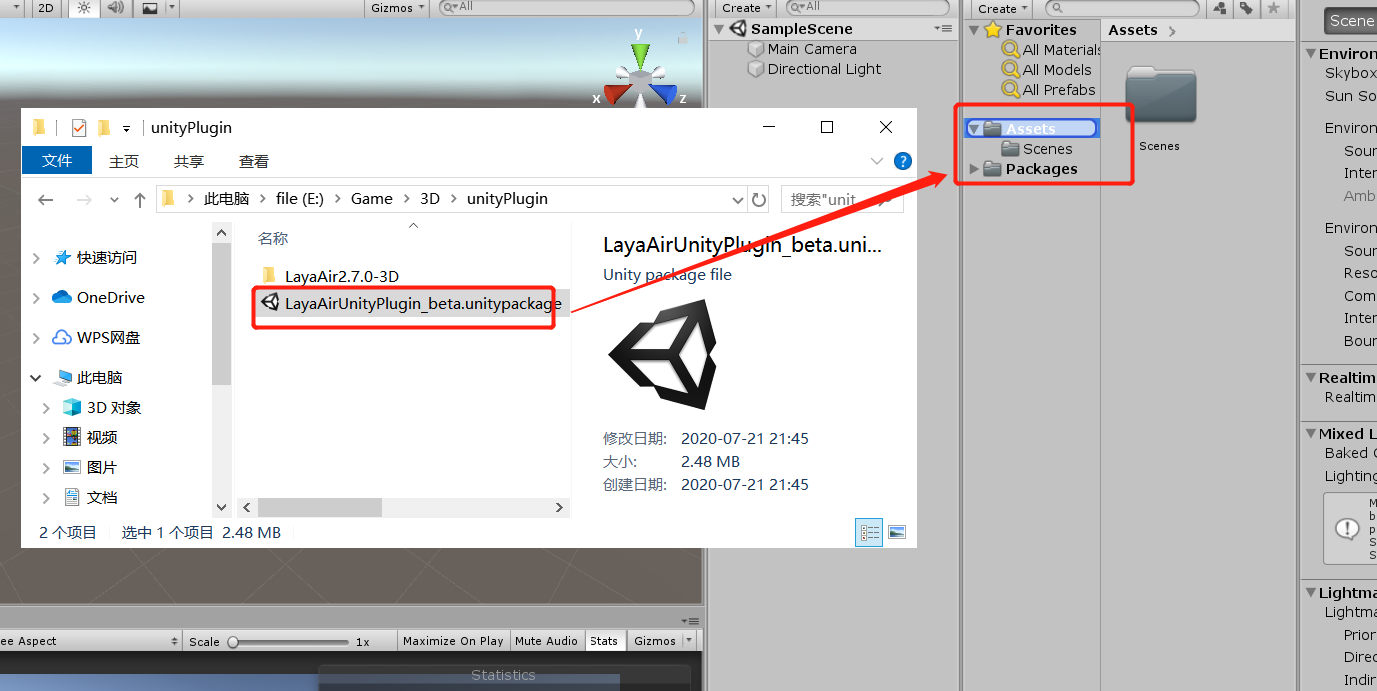 2D
Gizmos
All
Create
All
Create
SampleScene
Main Camera
Directional Light
Favorites
All Materials
All Models
All Prefabs
Assets
Scenes
Packages
Assets
Scenes
Scene
Environ
Skybox
Sun So
Environ
Sour
Inter
Amb
Environ
Sour
Reso
Com
Inter
Boun
Realtim
Realtim
Mixed L
Baked G
Lighting
Lightma
Lightma
Prior
Direc
Indir
y
x
z
unityPlugin
文件
主页
共享
查看
此电脑
file (E:)
Game
3D
unityPlugin
搜索"unit
快速访问
OneDrive
WPS网盘
此电脑
3D 对象
视频
图片
文档
名称
LayaAir2.7.0-3D
LayaAirUnityPlugin_beta.unitypackage
LayaAirUnityPlugin_beta.uni...
Unity package file
修改日期: 2020-07-21 21:45
大小: 2.48 MB
创建日期: 2020-07-21 21:45
2 个项目 选中 1 个项目 2.48 MB
ee Aspect
Scale
1x
Maximize On Play
Mute Audio
Stats
Gizmos
Statistics